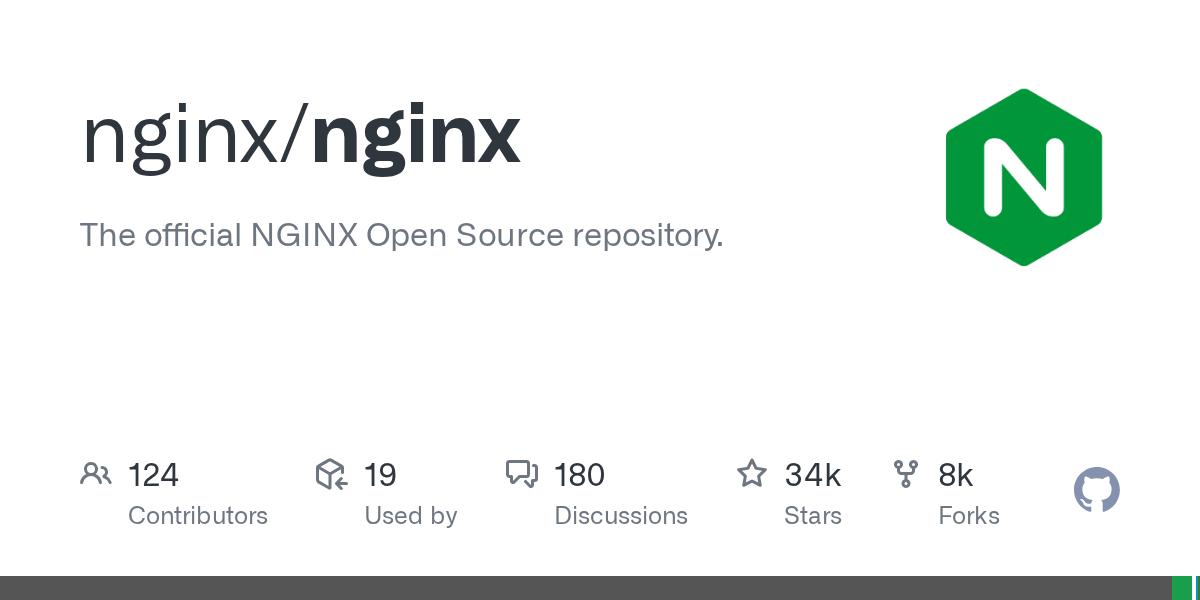 nginx/nginx
The official NGINX Open Source repository.
N
124
Contributors
19
Used by
180
Discussions
34k
Stars
8k
Forks